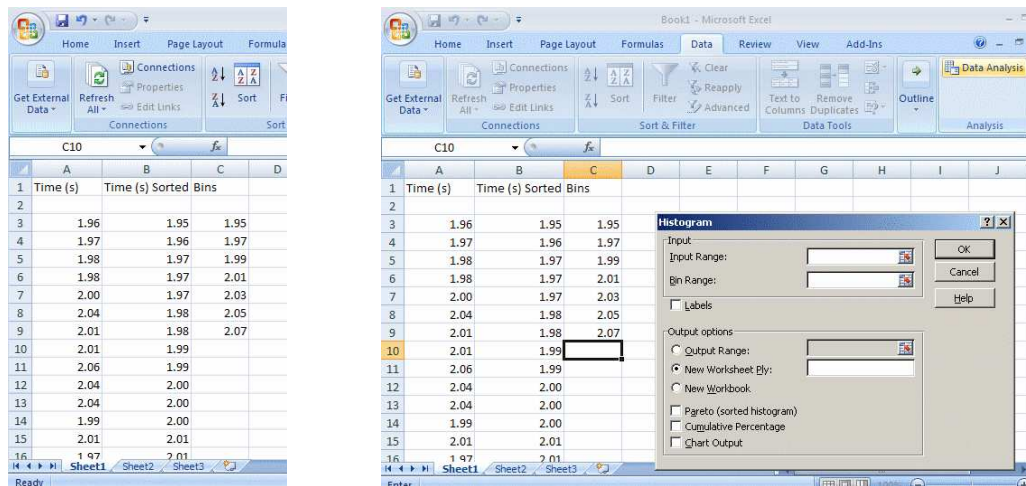 Home Insert Page Layout Formula
Get External Data
Refresh All
Connections
Properties
Edit Links
Connections
Sort
Sort
C10
fx
A B C D
1 Time (s) Time (s) Sorted Bins
2
3 1.96 1.95 1.95
4 1.97 1.96 1.97
5 1.98 1.97 1.99
6 1.98 1.97 2.01
7 2.00 1.97 2.03
8 2.04 1.98 2.05
9 2.01 1.98 2.07
10 2.01 1.99
11 2.06 1.99
12 2.04 2.00
13 2.04 2.00
14 1.99 2.00
15 2.01 2.01
16 1.97 2.01
Sheet1 Sheet2 Sheet3
Ready
Book1 - Microsoft Excel
Home Insert Page Layout Formulas Data Review View Add-Ins
Get External Data
Refresh All
Connections
Properties
Edit Links
Connections
Sort
Filter
Clear
Reapply
Advanced
Sort & Filter
Text to Columns
Remove Duplicates
Data Tools
Outline
Data Analysis
Analysis
C10
fx
A B C D E F G H I J
1 Time (s) Time (s) Sorted Bins
2
3 1.96 1.95 1.95
4 1.97 1.96 1.97
5 1.98 1.97 1.99
6 1.98 1.97 2.01
7 2.00 1.97 2.03
8 2.04 1.98 2.05
9 2.01 1.98 2.07
10 2.01 1.99
11 2.06 1.99
12 2.04 2.00
13 2.04 2.00
14 1.99 2.00
15 2.01 2.01
16 1.97 2.01
Sheet1 Sheet2 Sheet3
Enter
Histogram
Input
Input Range:
Bin Range:
Labels
OK
Cancel
Help
Output options
Output Range:
New Worksheet Ply:
New Workbook
Pareto (sorted histogram)
Cumulative Percentage
Chart Output